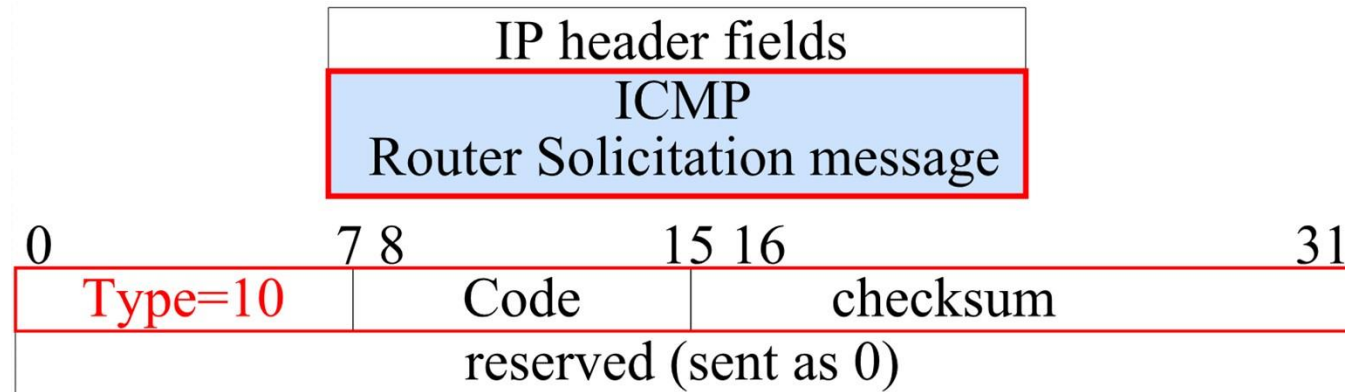 IP header fields
ICMP
Router Solicitation message
0 7 8 15 16 31
Type=10 Code checksum
reserved (sent as 0)